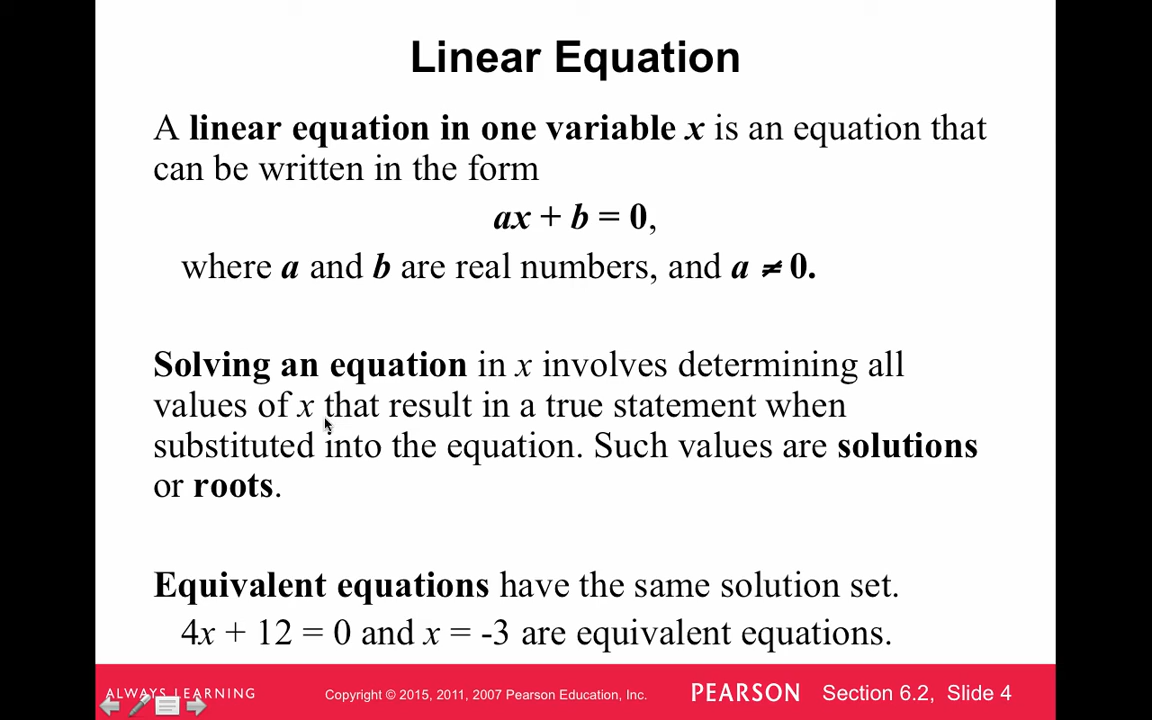 Linear Equation
A linear equation in one variable x is an equation that
can be written in the form
ax + b = 0,
where a and b are real numbers, and a ≠ 0.
Solving an equation in x involves determining all
values of x that result in a true statement when
substituted into the equation. Such values are solutions
or roots.
Equivalent equations have the same solution set.
4x + 12 = 0 and x = -3 are equivalent equations.
ALWAYS LEARNING Copyright © 2015, 2011, 2007 Pearson Education, Inc. PEARSON Section 6.2, Slide 4